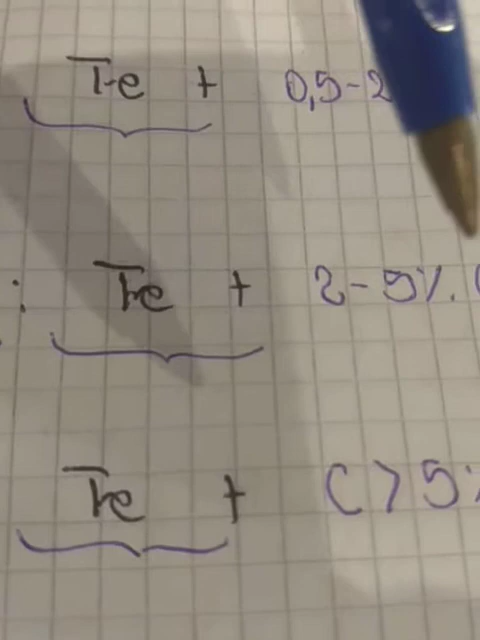 Fe + 0,5-2
: Fe + 2-5%.
Fe + C > 5%